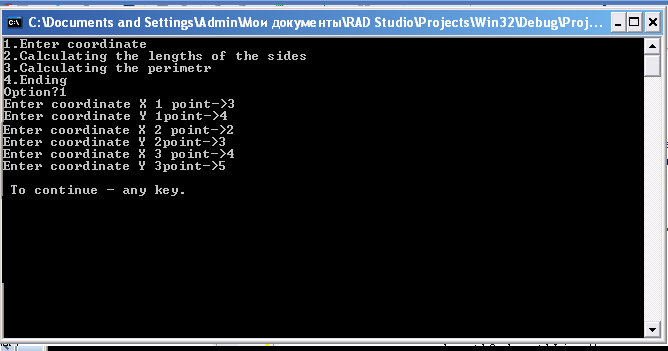 C:\Documents and Settings\Admin\Мои документы\RAD Studio\Projects\Win32\Debug\Proj...
1.Enter coordinate
2.Calculating the lengths of the sides
3.Calculating the perimetr
4.Ending
Option?1
Enter coordinate X 1 point->3
Enter coordinate Y 1point->4
Enter coordinate X 2 point->2
Enter coordinate Y 2point->3
Enter coordinate X 3 point->4
Enter coordinate Y 3point->5
To continue - any key.